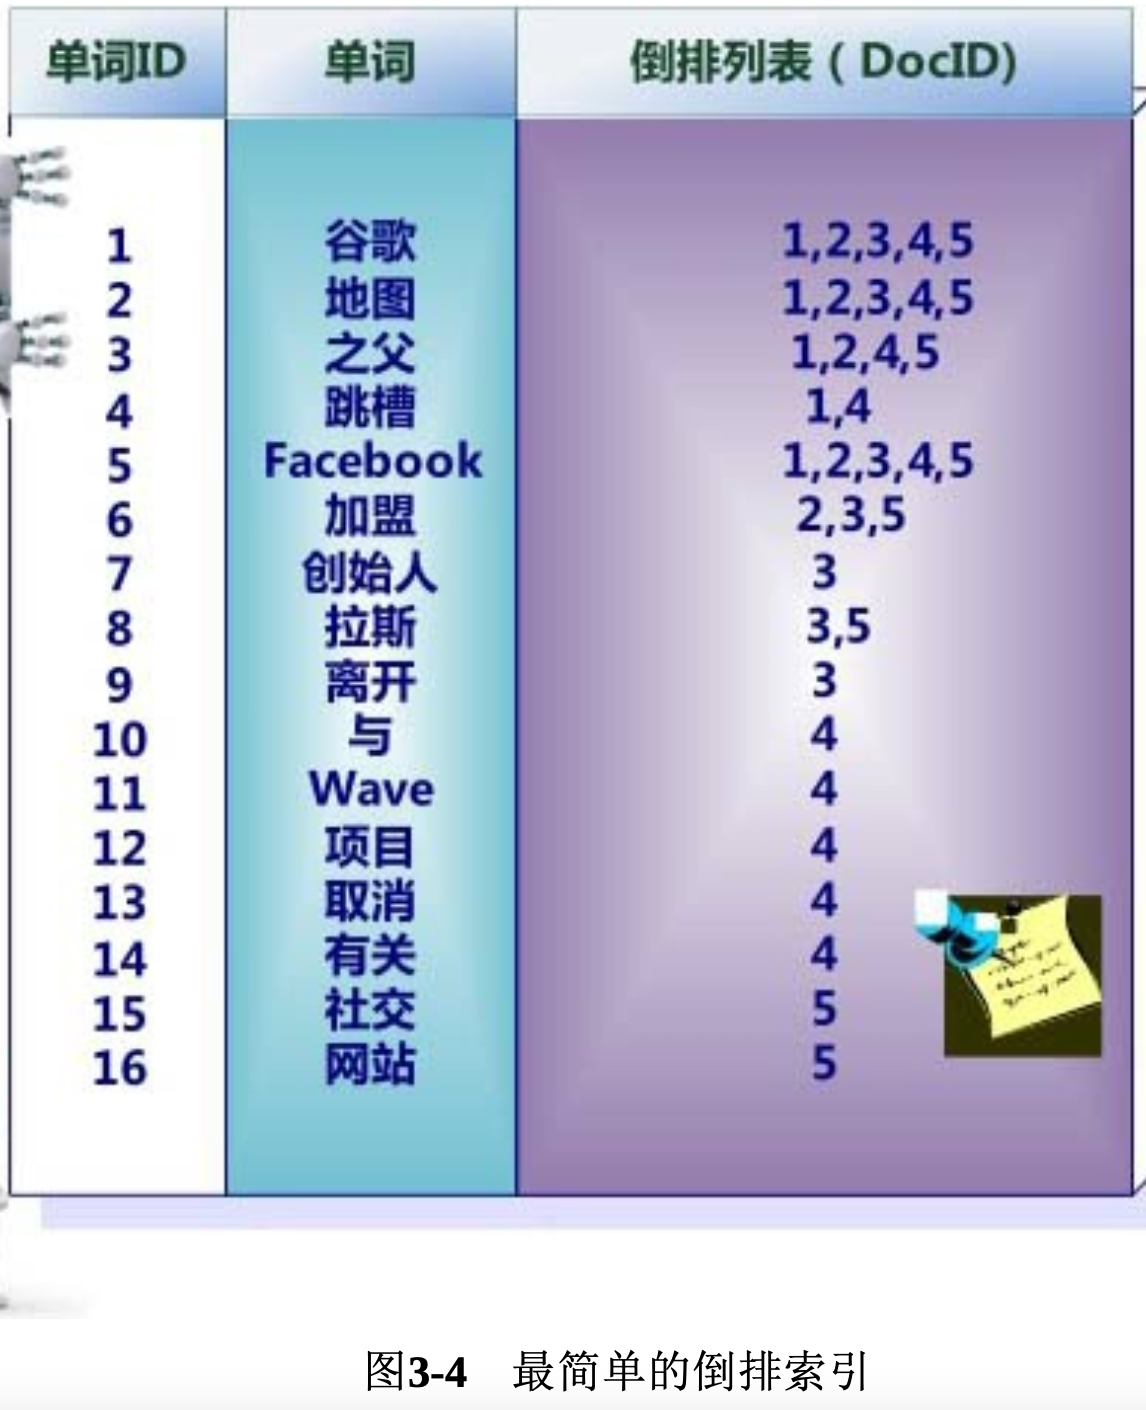 单词ID 单词 倒排列表（DocID)
1 谷歌 1,2,3,4,5
2 地图 1,2,3,4,5
3 之父 1,2,4,5
4 跳槽 1,4
5 Facebook 1,2,3,4,5
6 加盟 2,3,5
7 创始人 3
8 拉斯 3,5
9 离开 3
10 与 4
11 Wave 4
12 项目 4
13 取消 4
14 有关 4
15 社交 5
16 网站 5
图3-4 最简单的倒排索引